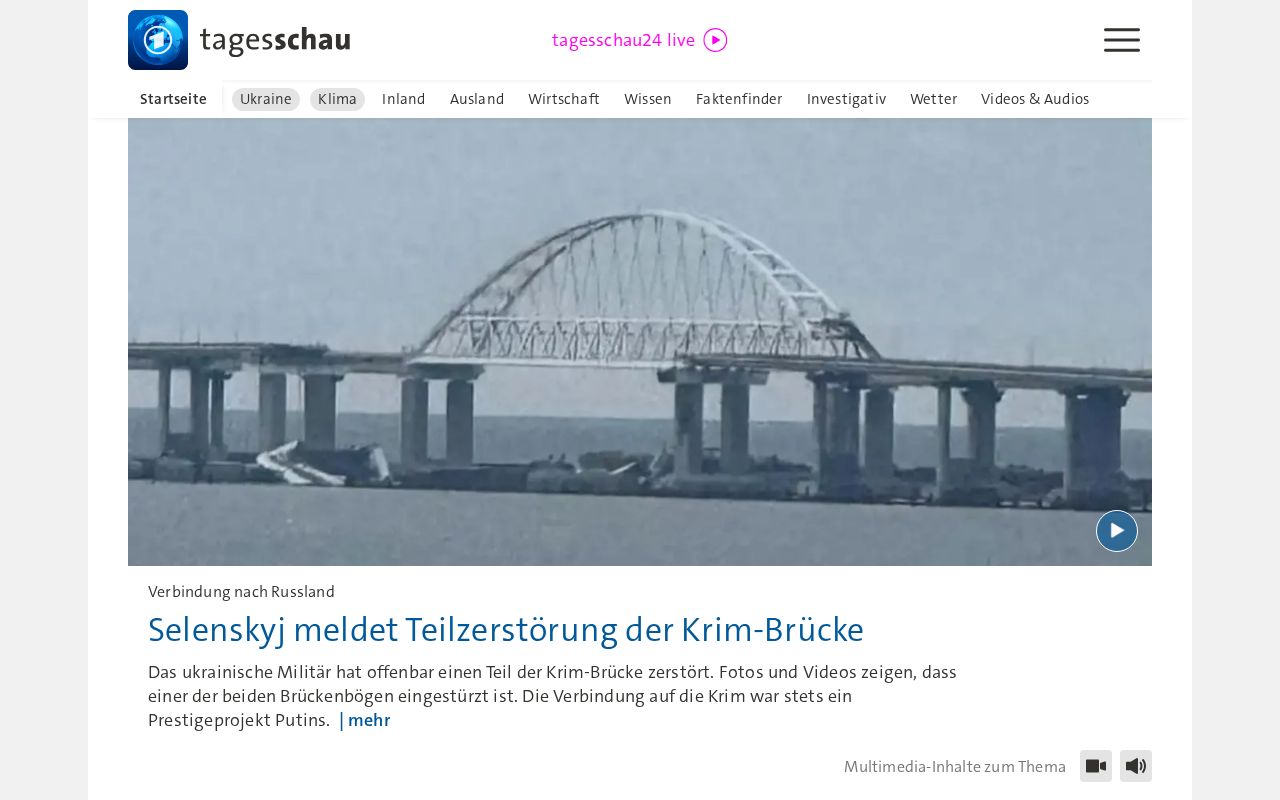 tagesschau
tagesschau24 live
Startseite Ukraine Klima Inland Ausland Wirtschaft Wissen Faktenfinder Investigativ Wetter Videos & Audios
Verbindung nach Russland
Selenskyj meldet Teilzerstörung der Krim-Brücke
Das ukrainische Militär hat offenbar einen Teil der Krim-Brücke zerstört. Fotos und Videos zeigen, dass
einer der beiden Brückenbögen eingestürzt ist. Die Verbindung auf die Krim war stets ein
Prestigeprojekt Putins. | mehr
Multimedia-Inhalte zum Thema